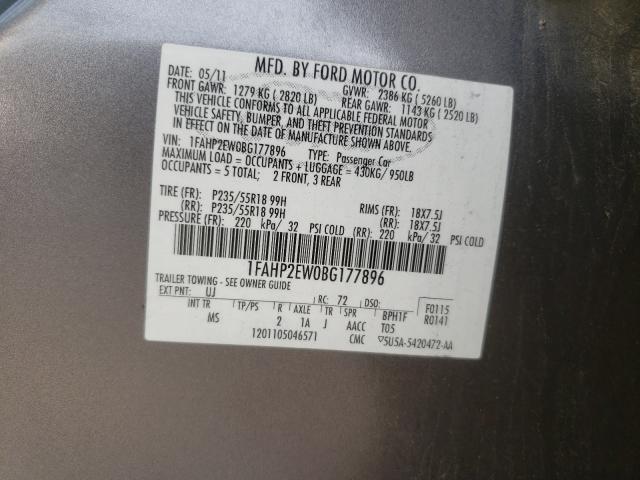 MFD. BY FORD MOTOR CO.
DATE: 05/11 GVWR: 2386 KG ( 5260 LB)
FRONT GAWR: 1279 KG ( 2820 LB) REAR GAWR: 1143 KG ( 2520 LB)
THIS VEHICLE CONFORMS TO ALL APPLICABLE FEDERAL MOTOR
VEHICLE SAFETY, BUMPER, AND THEFT PREVENTION STANDARDS
IN EFFECT ON THE DATE OF MANUFACTURE SHOWN ABOVE.
VIN: 1FAHP2EW0BG177896 TYPE: Passenger Car
MAXIMUM LOAD = OCCUPANTS + LUGGAGE = 430KG/ 950LB
OCCUPANTS = 5 TOTAL; 2 FRONT, 3 REAR
TIRE (FR): P235/55R18 99H RIMS (FR): 18X7.5J
(RR): P235/55R18 99H (RR): 18X7.5J
PRESSURE (FR): 220 kPa/ 32 PSI COLD (RR): 220 kPa/ 32 PSI COLD
1FAHP2EW0BG177896
TRAILER TOWING - SEE OWNER GUIDE
EXT PNT: UJ RC: 72 DSO: F0115
INT TR TP/PS R AXLE TR SPR BPH1F R0141
MS 2 1A J AACC T05
1201105046571 CMC ▽5U5A-5420472-AA